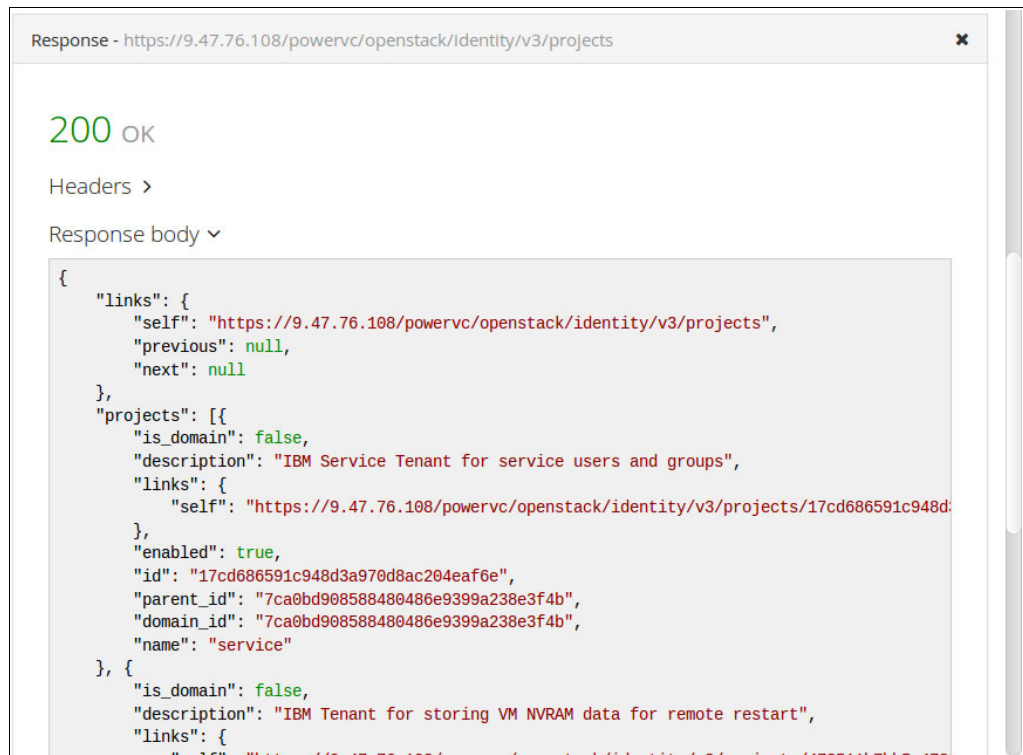 Response - https://9.47.76.108/powervc/openstack/identity/v3/projects ✖
200 OK
Headers >
Response body ⌄
{
    "links": {
        "self": "https://9.47.76.108/powervc/openstack/identity/v3/projects",
        "previous": null,
        "next": null
    },
    "projects": [{
        "is_domain": false,
        "description": "IBM Service Tenant for service users and groups",
        "links": {
            "self": "https://9.47.76.108/powervc/openstack/identity/v3/projects/17cd686591c948d
        },
        "enabled": true,
        "id": "17cd686591c948d3a970d8ac204eaf6e",
        "parent_id": "7ca0bd908588480486e9399a238e3f4b",
        "domain_id": "7ca0bd908588480486e9399a238e3f4b",
        "name": "service"
    }, {
        "is_domain": false,
        "description": "IBM Tenant for storing VM NVRAM data for remote restart",
        "links": {